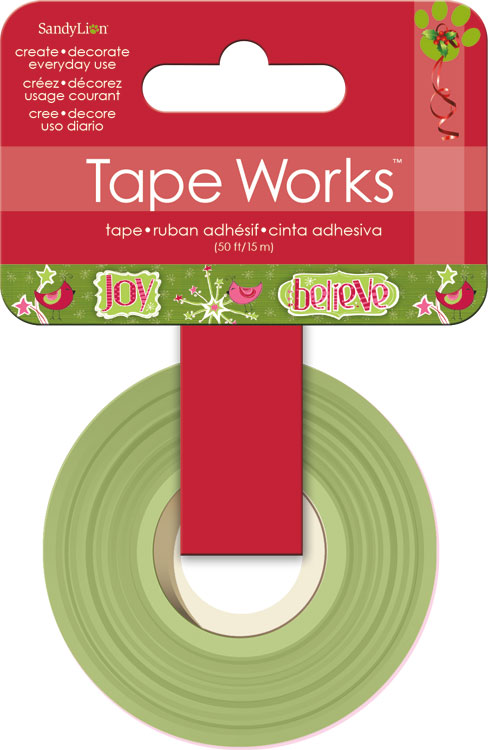 SandyLion
create•decorate
everyday use
créez•décorez
usage courant
cree•decore
uso diario
Tape Works™
tape•ruban adhésif•cinta adhesiva
(50 ft/15 m)
JOY believe